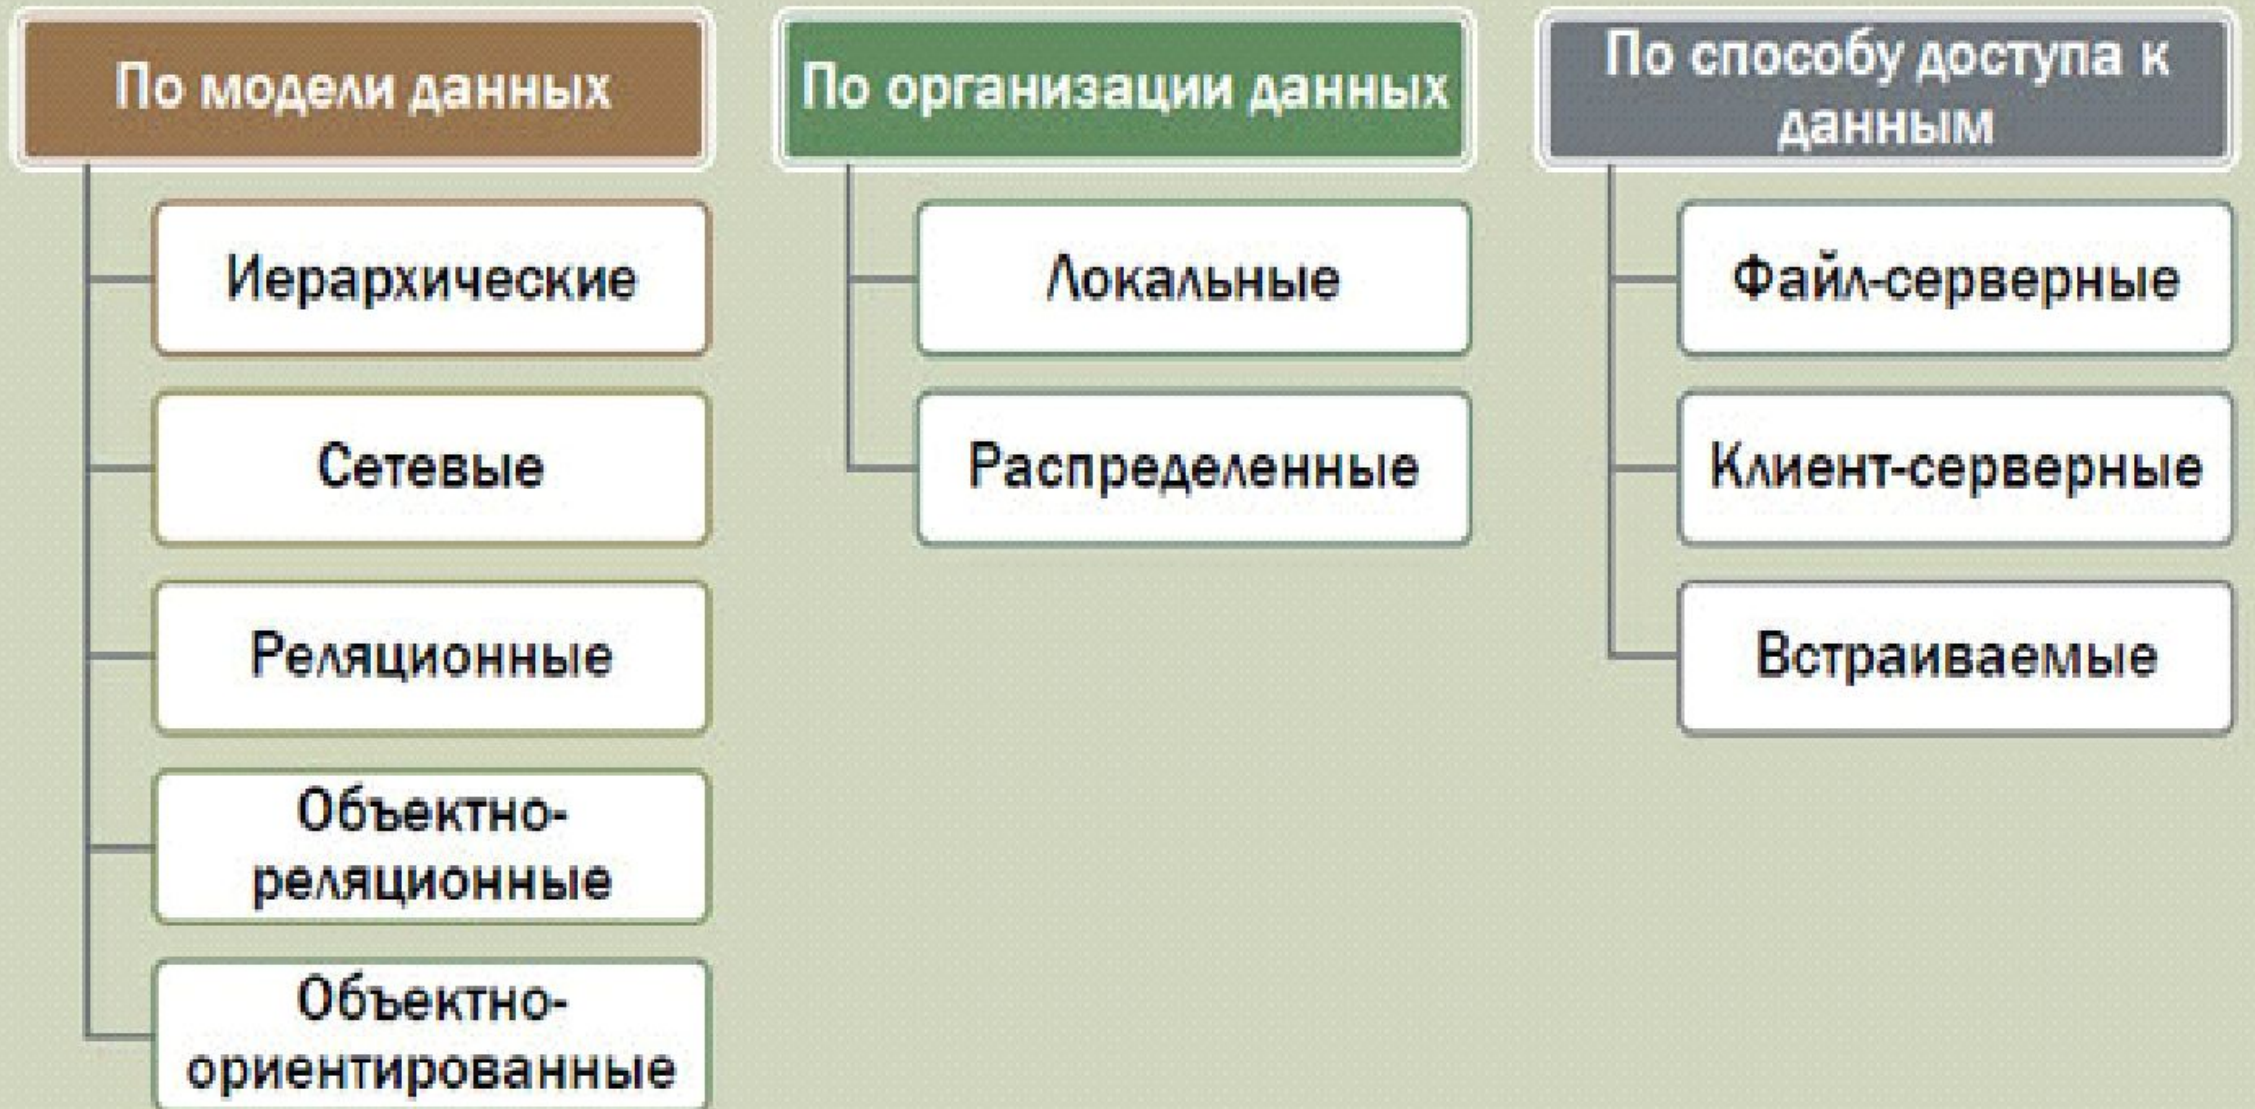 По модели данных
Иерархические
Сетевые
Реляционные
Объектно-
реляционные
Объектно-
ориентированные
По организации данных
Локальные
Распределенные
По способу доступа к
данным
Файл-серверные
Клиент-серверные
Встраиваемые